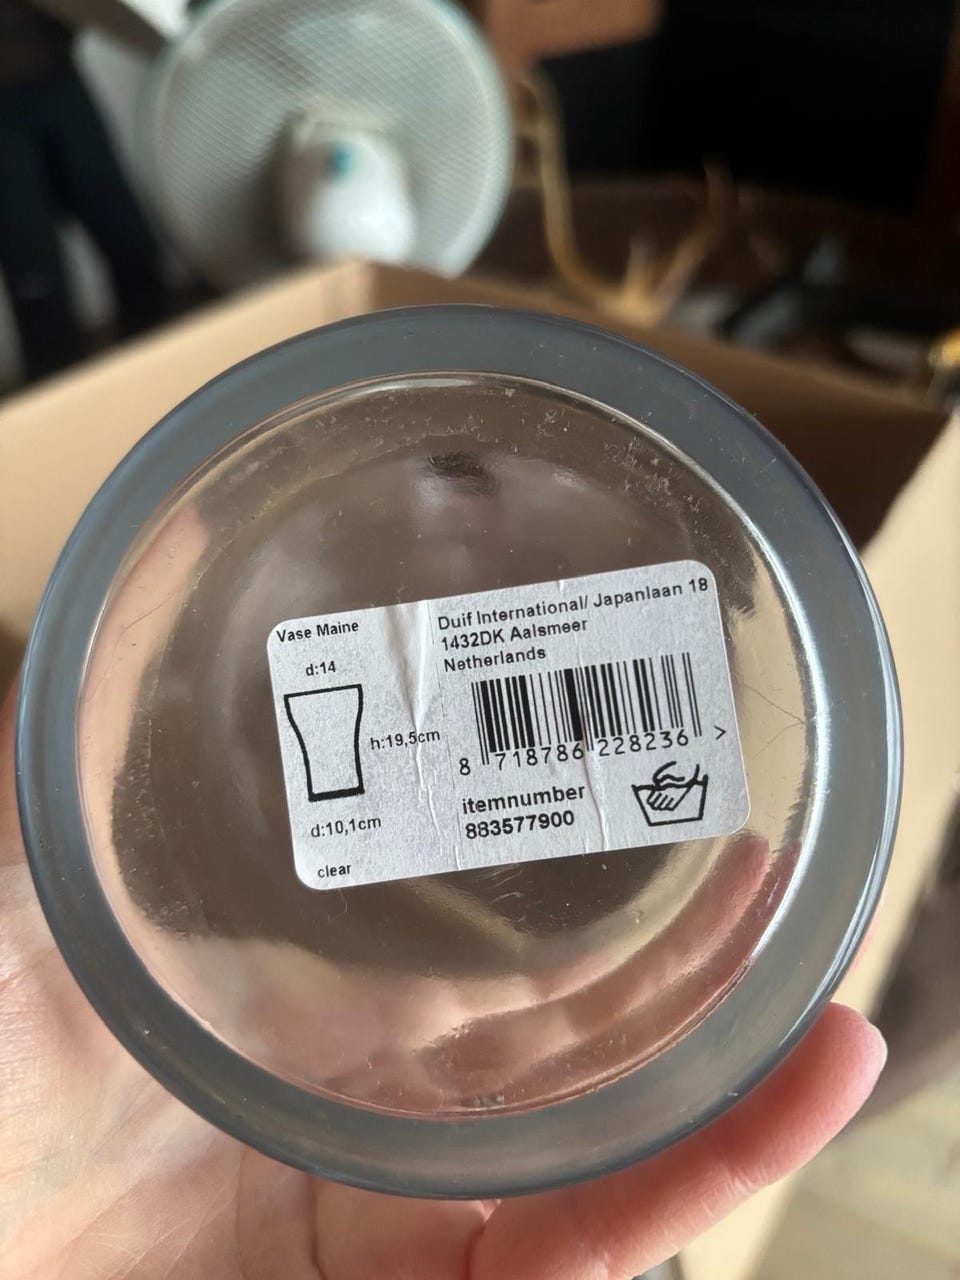 Vase Maine
d:14
h:19,5cm
d:10,1cm
clear
Duif International/ Japanlaan 18
1432DK Aalsmeer
Netherlands
8 718786 228236 >
itemnumber
883577900